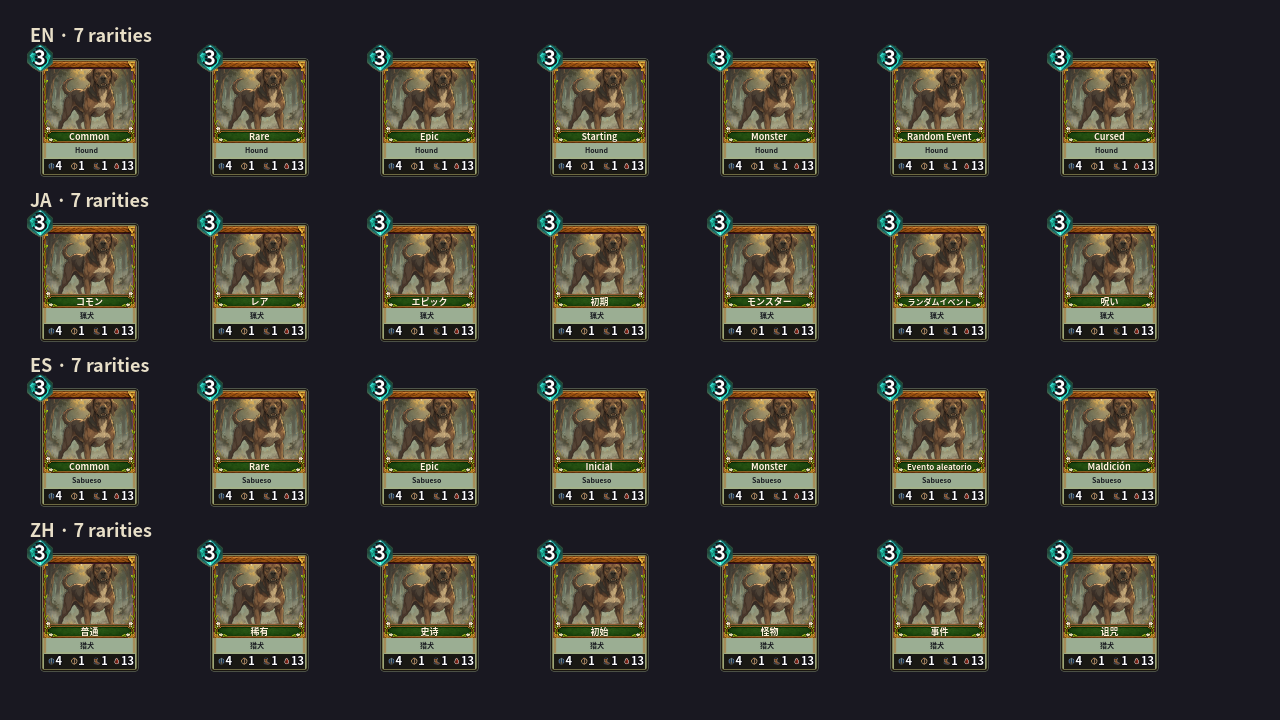 EN · 7 rarities
3 3 3 3 3 3 3
Common Rare Epic Starting Monster Random Event Cursed
Hound Hound Hound Hound Hound Hound Hound
4 1 1 13 4 1 1 13 4 1 1 13 4 1 1 13 4 1 1 13 4 1 1 13 4 1 1 13
JA · 7 rarities
3 3 3 3 3 3 3
コモン レア エピック 初期 モンスター ランダムイベント 呪い
猟犬 猟犬 猟犬 猟犬 猟犬 猟犬 猟犬
4 1 1 13 4 1 1 13 4 1 1 13 4 1 1 13 4 1 1 13 4 1 1 13 4 1 1 13
ES · 7 rarities
3 3 3 3 3 3 3
Common Rare Epic Inicial Monster Evento aleatorio Maldición
Sabueso Sabueso Sabueso Sabueso Sabueso Sabueso Sabueso
4 1 1 13 4 1 1 13 4 1 1 13 4 1 1 13 4 1 1 13 4 1 1 13 4 1 1 13
ZH · 7 rarities
3 3 3 3 3 3 3
普通 稀有 史诗 初始 怪物 事件 诅咒
猎犬 猎犬 猎犬 猎犬 猎犬 猎犬 猎犬
4 1 1 13 4 1 1 13 4 1 1 13 4 1 1 13 4 1 1 13 4 1 1 13 4 1 1 13